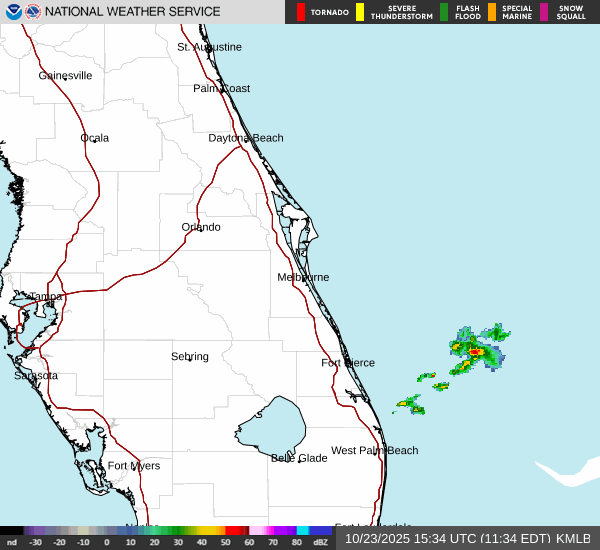 NATIONAL WEATHER SERVICE
TORNADO
SEVERE THUNDERSTORM
FLASH FLOOD
SPECIAL MARINE
SNOW SQUALL
St. Augustine
Gainesville
Palm Coast
Ocala
Daytona Beach
Orlando
Melbourne
Tampa
Sebring
Fort Pierce
Sarasota
West Palm Beach
Belle Glade
Fort Myers
nd -30 -20 -10 0 10 20 30 40 50 60 70 80 dBZ
10/23/2025 15:34 UTC (11:34 EDT) KMLB